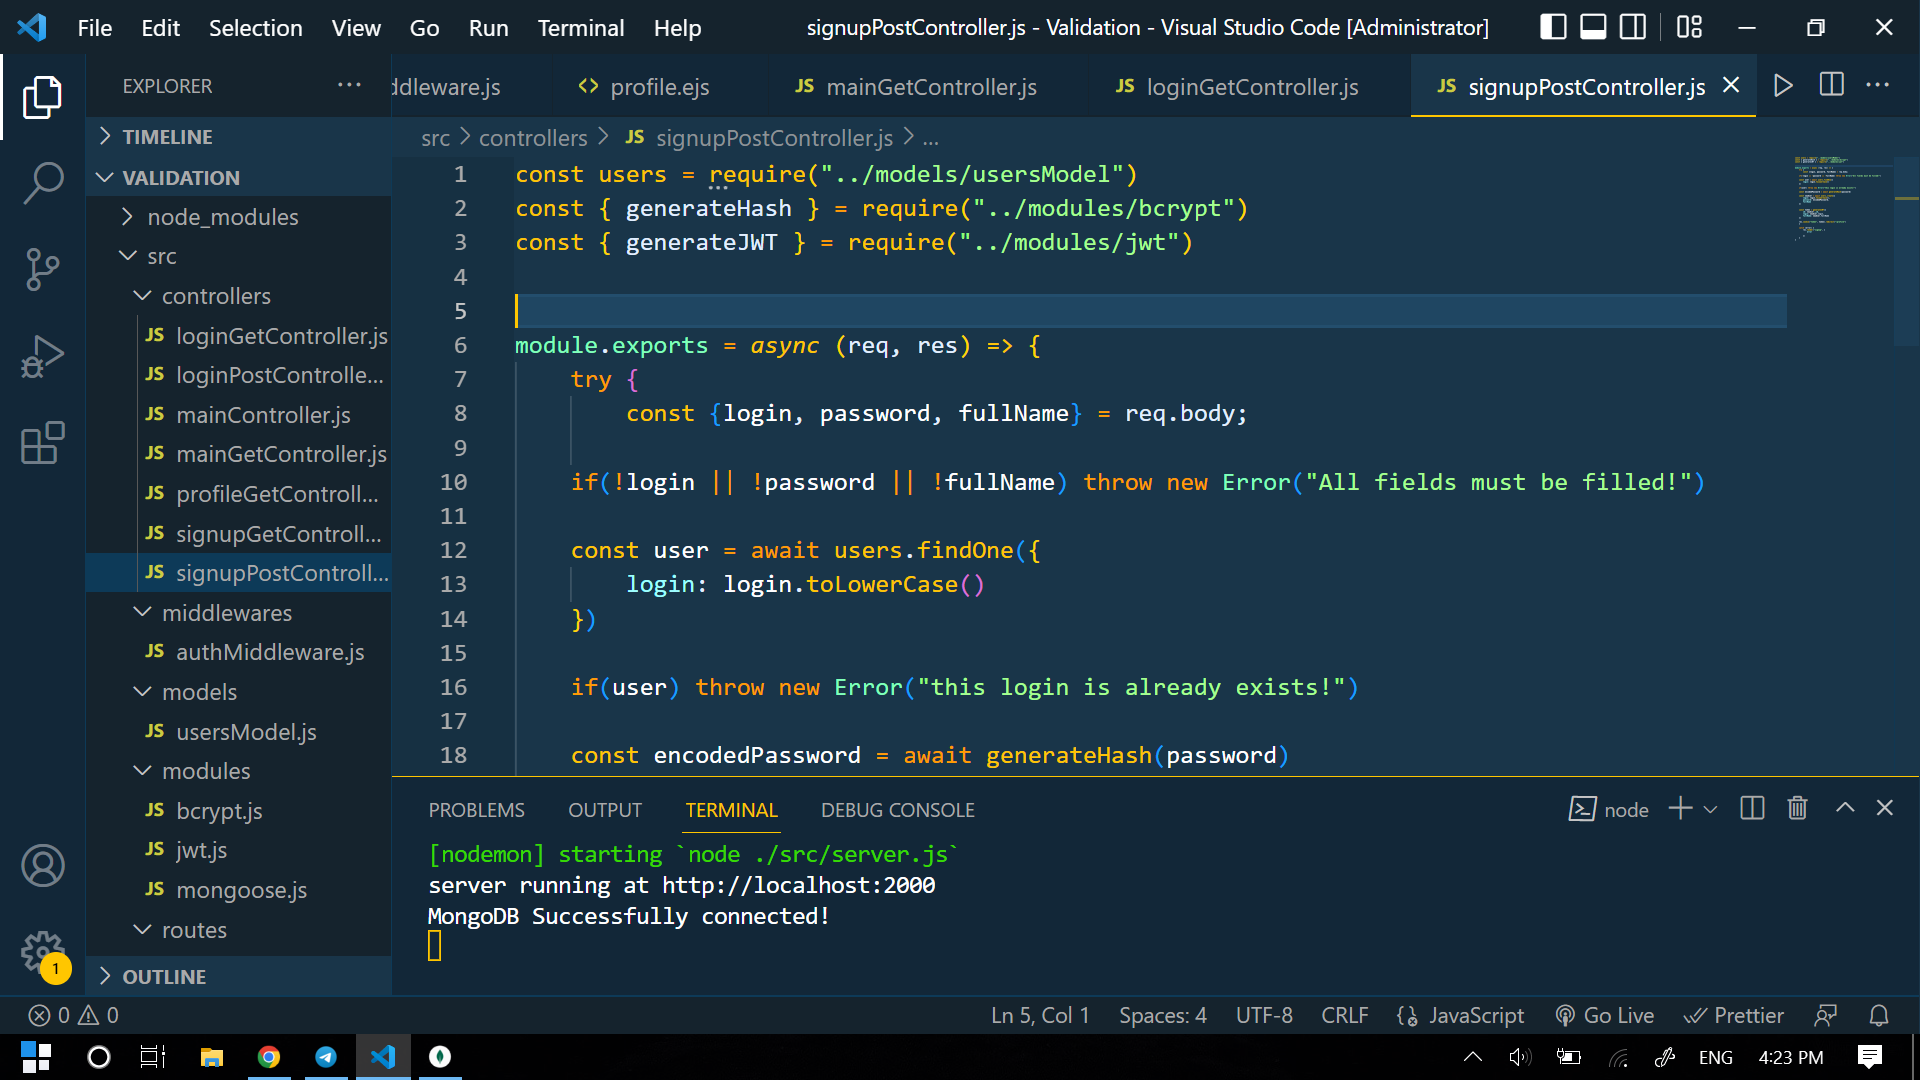 File Edit Selection View Go Run Terminal Help
signupPostController.js - Validation - Visual Studio Code [Administrator]
EXPLORER
ddleware.js
<> profile.ejs
JS mainGetController.js
JS loginGetController.js
JS signupPostController.js
TIMELINE
VALIDATION
node_modules
src
controllers
JS loginGetController.js
JS loginPostControlle...
JS mainController.js
JS mainGetController.js
JS profileGetControll...
JS signupGetControll...
JS signupPostControll...
middlewares
JS authMiddleware.js
models
JS usersModel.js
modules
JS bcrypt.js
JS jwt.js
JS mongoose.js
routes
OUTLINE
src > controllers > JS signupPostController.js > ...
1 const users = require("../models/usersModel")
2 const { generateHash } = require("../modules/bcrypt")
3 const { generateJWT } = require("../modules/jwt")
4
5
6 module.exports = async (req, res) => {
7 try {
8 const {login, password, fullName} = req.body;
9
10 if(!login || !password || !fullName) throw new Error("All fields must be filled!")
11
12 const user = await users.findOne({
13 login: login.toLowerCase()
14 })
15
16 if(user) throw new Error("this login is already exists!")
17
18 const encodedPassword = await generateHash(password)
PROBLEMS OUTPUT TERMINAL DEBUG CONSOLE
node
[nodemon] starting `node ./src/server.js`
server running at http://localhost:2000
MongoDB Successfully connected!
1
0 0
Ln 5, Col 1 Spaces: 4 UTF-8 CRLF JavaScript Go Live Prettier
ENG 4:23 PM